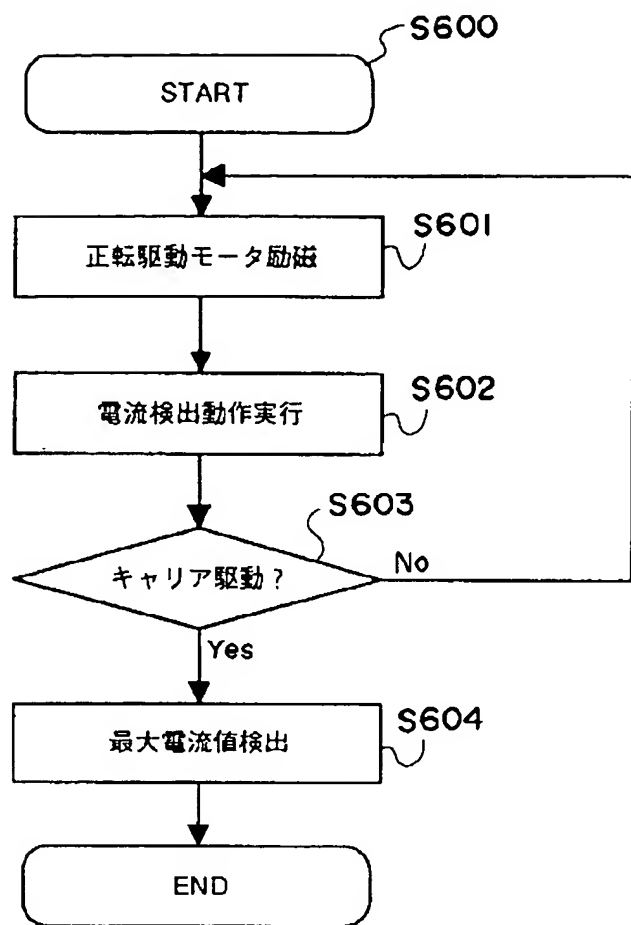 S600
START
S601
正転駆動モータ励磁
S602
電流検出動作実行
S603
キャリア駆動?
No
Yes
S604
最大電流値検出
END